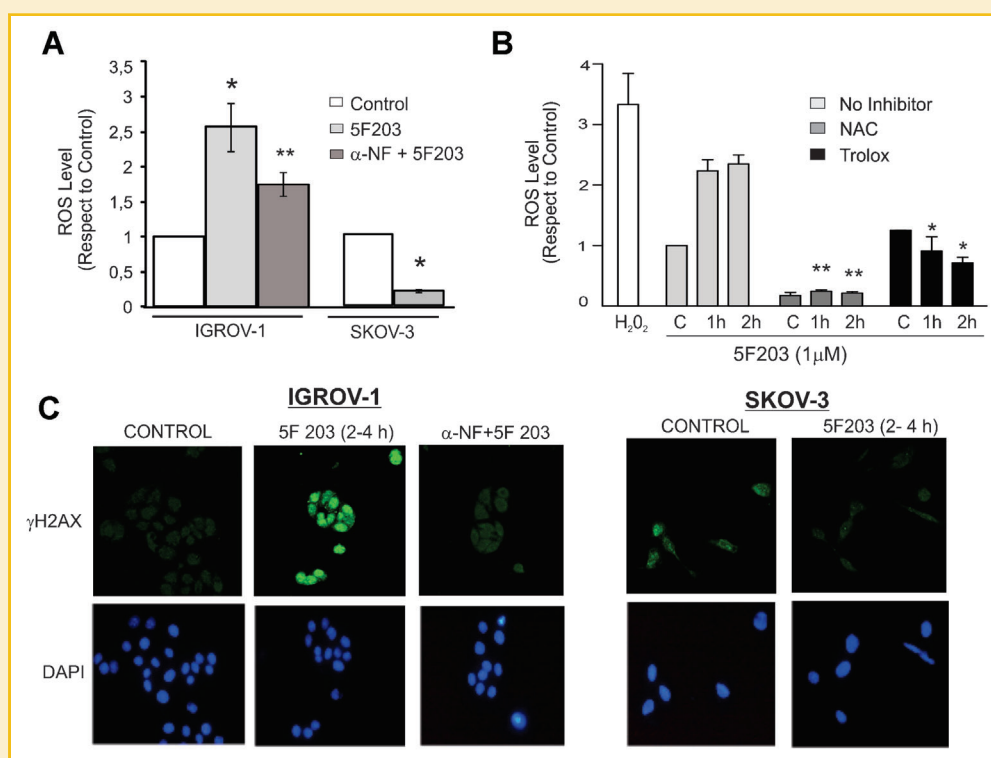 A
3,5
3
2,5
2
1,5
1
0,5
0
ROS Level
(Respect to Control)
*
**
*
Control
5F203
α-NF + 5F203
IGROV-1
SKOV-3
B
4
3
2
1
0
ROS Level
(Respect to Control)
No Inhibitor
NAC
Trolox
** **
* *
H₂0₂
C 1h 2h C 1h 2h C 1h 2h
5F203 (1μM)
C
IGROV-1
SKOV-3
CONTROL
5F 203 (2-4 h)
α-NF+5F 203
CONTROL
5F203 (2- 4 h)
γH2AX
DAPI